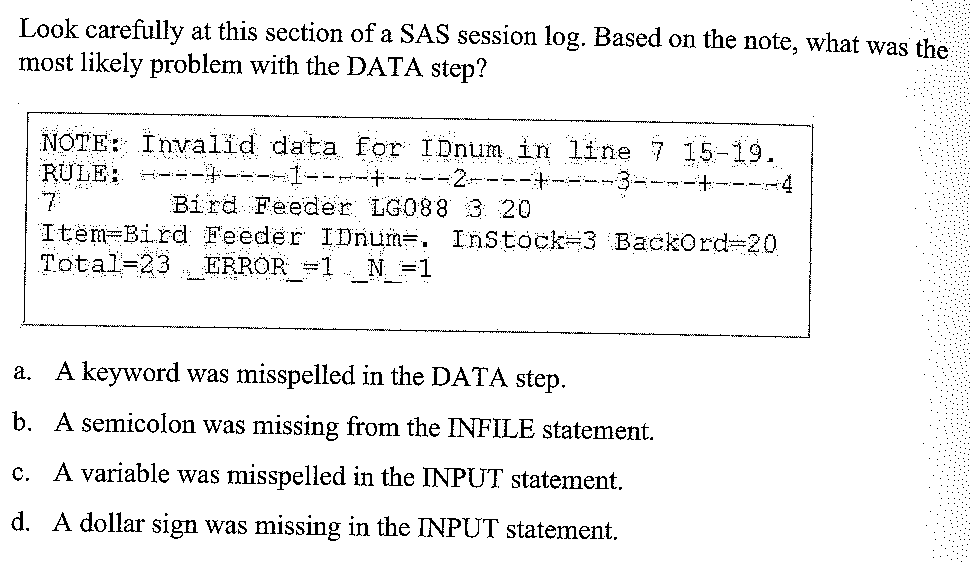 Look carefully at this section of a SAS session log. Based on the note, what was the
most likely problem with the DATA step?
NOTE: Invalid data for IDnum in line 7 15-19.
RULE: ----+----1----+----2----+----3----+----4
7 Bird Feeder LG088 3 20
Item=Bird Feeder IDnum=. InStock=3 BackOrd=20
Total=23 _ERROR_=1 _N_=1
a. A keyword was misspelled in the DATA step.
b. A semicolon was missing from the INFILE statement.
c. A variable was misspelled in the INPUT statement.
d. A dollar sign was missing in the INPUT statement.